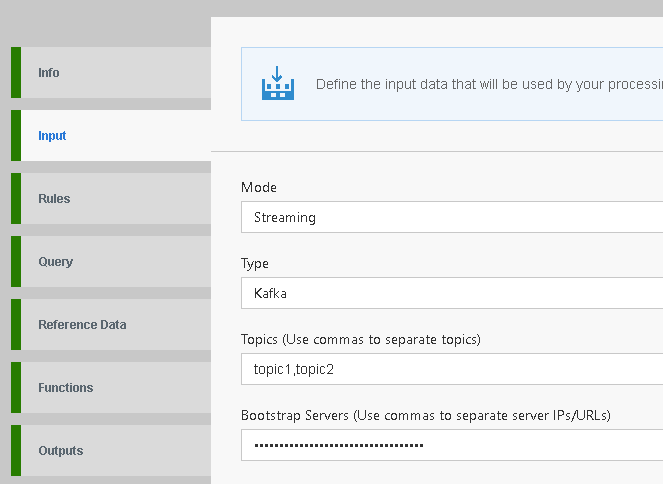 Info
Input
Rules
Query
Reference Data
Functions
Outputs
Define the input data that will be used by your
Mode
Streaming
Type
Kafka
Topics (Use commas to separate topics)
topic1,topic2
Bootstrap Servers (Use commas to separate server IPs/URLs)